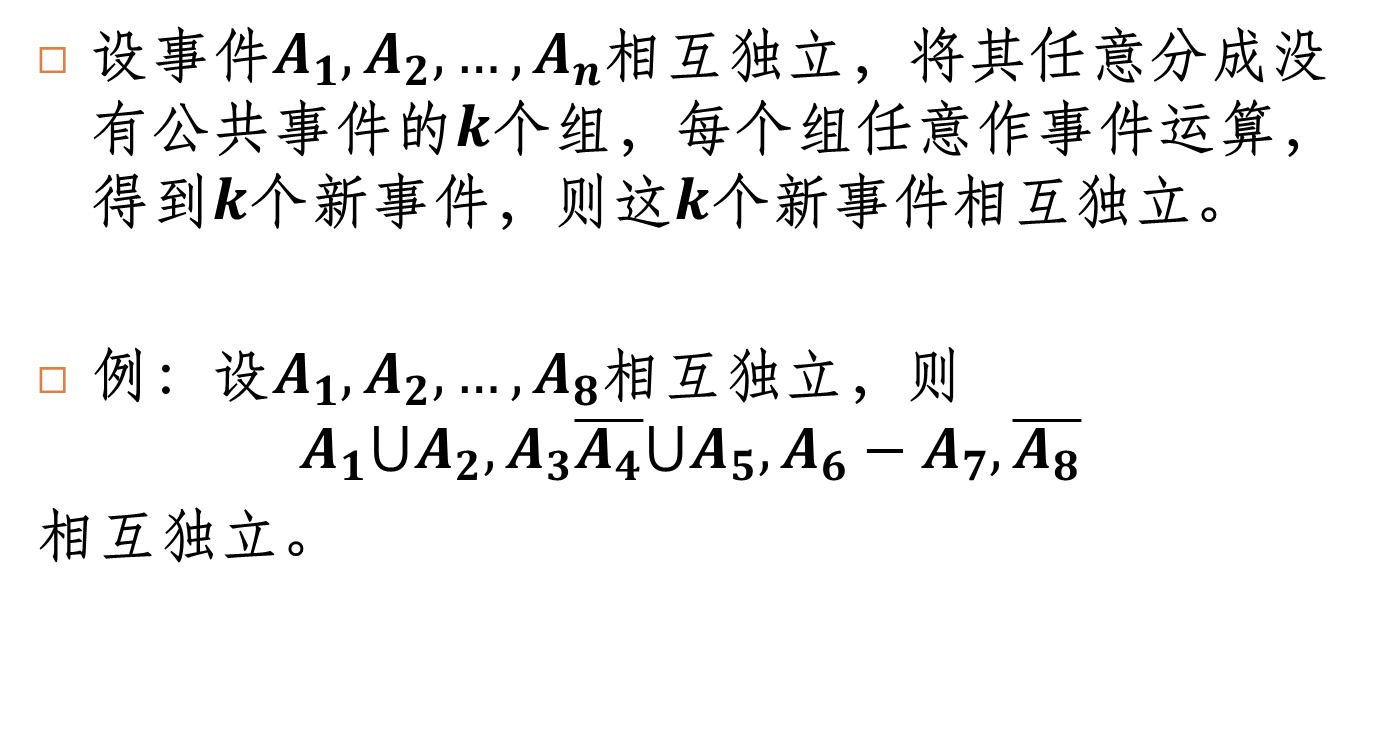 □ 设事件A₁, A₂, … , Aₙ相互独立，将其任意分成没
有公共事件的k个组，每个组任意作事件运算，
得到k个新事件，则这k个新事件相互独立。
□ 例：设A₁, A₂, … , A₈相互独立，则
A₁∪A₂, A₃A̅₄∪A₅, A₆ − A₇, A̅₈
相互独立。